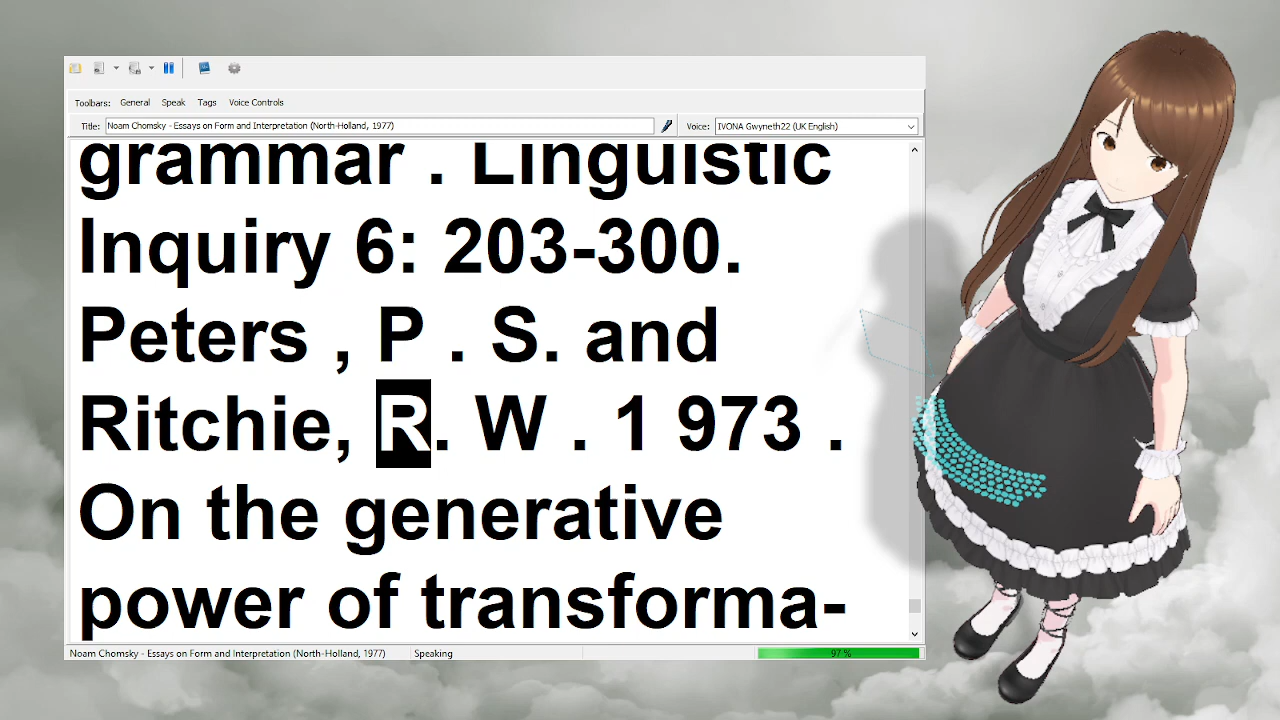 Toolbars: General Speak Tags Voice Controls
Title: Noam Chomsky - Essays on Form and Interpretation (North-Holland, 1977) Voice: IVONA Gwyneth22 (UK English)
grammar . Linguistic
Inquiry 6: 203-300.
Peters , P . S. and
Ritchie, R. W . 1 973 .
On the generative
power of transforma-
Noam Chomsky - Essays on Form and Interpretation (North-Holland, 1977) Speaking 97 %